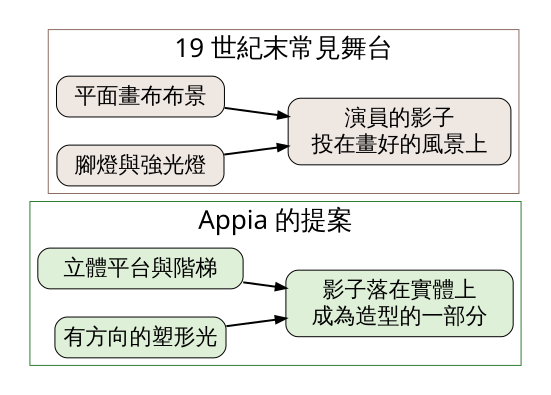 19 世紀末常見舞台
平面畫布布景
腳燈與強光燈
演員的影子
投在畫好的風景上
Appia 的提案
立體平台與階梯
有方向的塑形光
影子落在實體上
成為造型的一部分